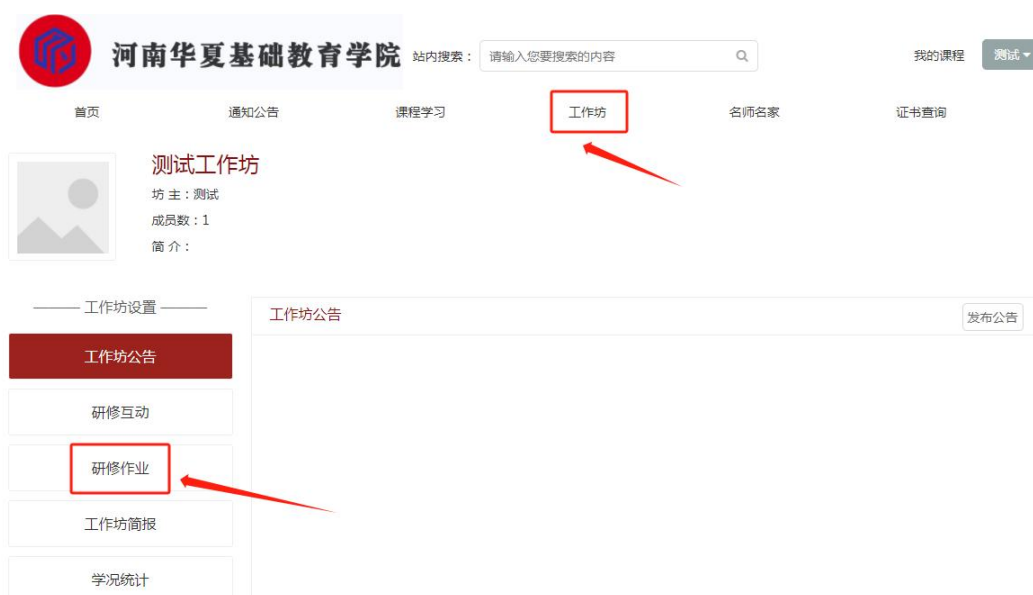 河南华夏基础教育学院 站内搜索： 请输入您要搜索的内容 我的课程 测试
首页 通知公告 课程学习 工作坊 名师名家 证书查询
测试工作坊
坊 主：测试
成员数：1
简 介：
工作坊设置
工作坊公告 发布公告
工作坊公告
研修互动
研修作业
工作坊简报
学况统计